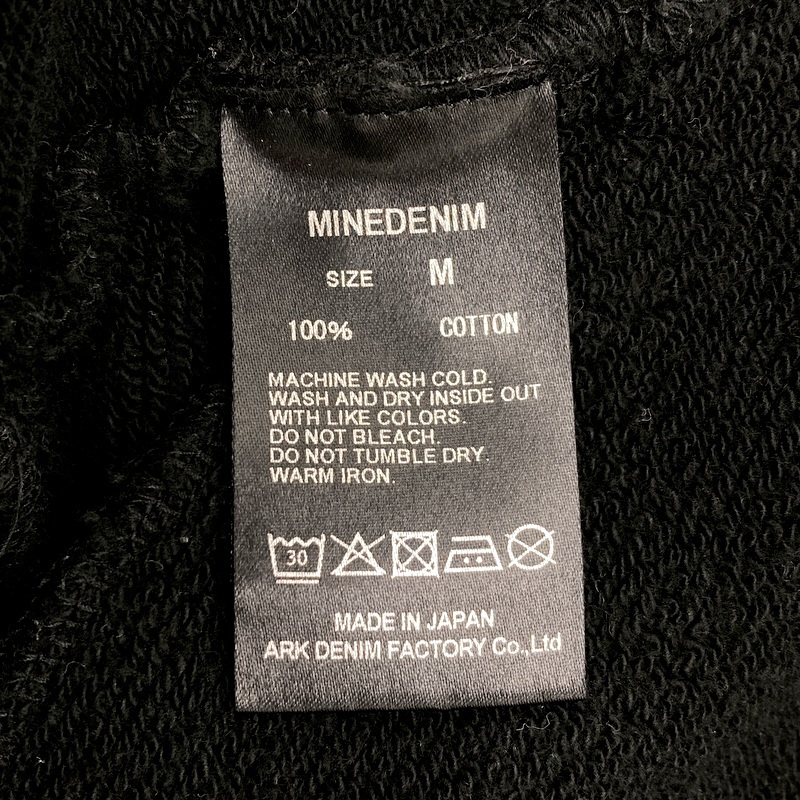 MINEDENIM
SIZE M
100% COTTON
MACHINE WASH COLD.
WASH AND DRY INSIDE OUT
WITH LIKE COLORS.
DO NOT BLEACH.
DO NOT TUMBLE DRY.
WARM IRON.
30
MADE IN JAPAN
ARK DENIM FACTORY Co.,Ltd